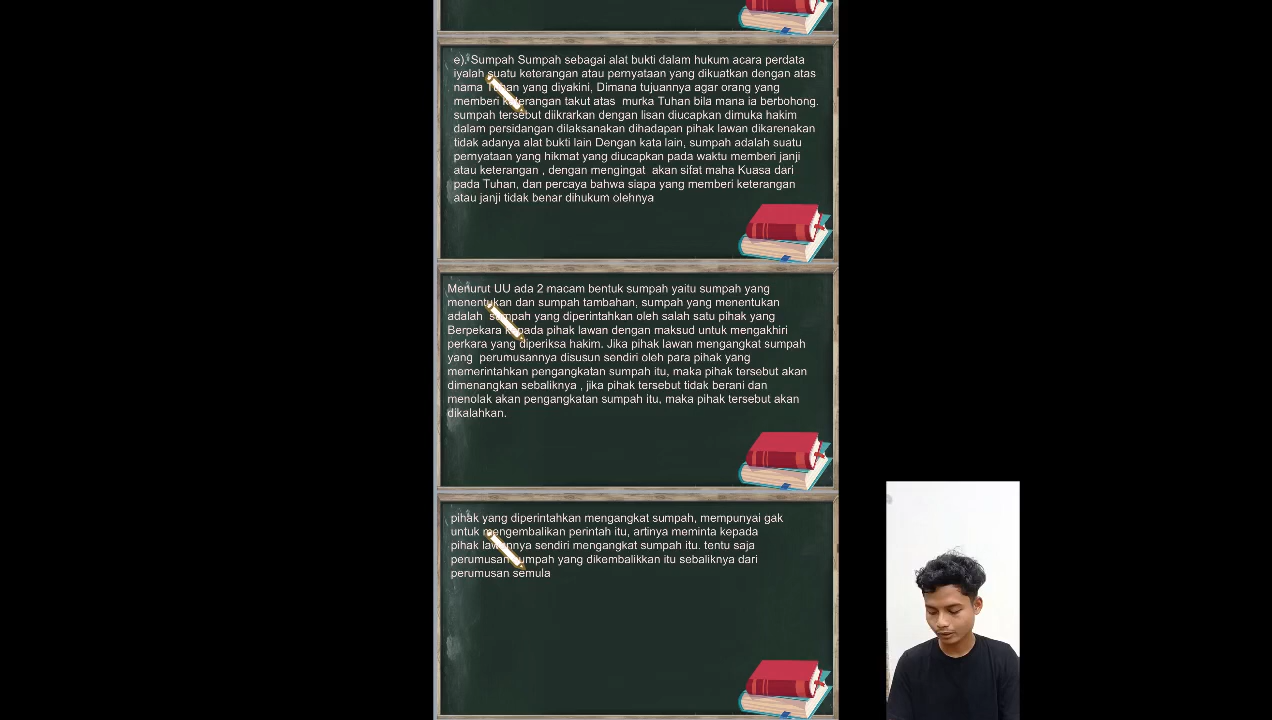 e). Sumpah Sumpah sebagai alat bukti dalam hukum acara perdata
iyalah suatu keterangan atau pernyataan yang dikuatkan dengan atas
nama Tuhan yang diyakini, Dimana tujuannya agar orang yang
memberi keterangan takut atas murka Tuhan bila mana ia berbohong.
sumpah tersebut diikrarkan dengan lisan diucapkan dimuka hakim
dalam persidangan dilaksanakan dihadapan pihak lawan dikarenakan
tidak adanya alat bukti lain Dengan kata lain, sumpah adalah suatu
pernyataan yang hikmat yang diucapkan pada waktu memberi janji
atau keterangan , dengan mengingat akan sifat maha Kuasa dari
pada Tuhan, dan percaya bahwa siapa yang memberi keterangan
atau janji tidak benar dihukum olehnya
Menurut UU ada 2 macam bentuk sumpah yaitu sumpah yang
menentukan dan sumpah tambahan, sumpah yang menentukan
adalah sumpah yang diperintahkan oleh salah satu pihak yang
Berpekara kepada pihak lawan dengan maksud untuk mengakhiri
perkara yang diperiksa hakim. Jika pihak lawan mengangkat sumpah
yang perumusannya disusun sendiri oleh para pihak yang
memerintahkan pengangkatan sumpah itu, maka pihak tersebut akan
dimenangkan sebaliknya , jika pihak tersebut tidak berani dan
menolak akan pengangkatan sumpah itu, maka pihak tersebut akan
dikalahkan.
pihak yang diperintahkan mengangkat sumpah, mempunyai gak
untuk mengembalikan perintah itu, artinya meminta kepada
pihak lawannya sendiri mengangkat sumpah itu. tentu saja
perumusan sumpah yang dikembalikkan itu sebaliknya dari
perumusan semula